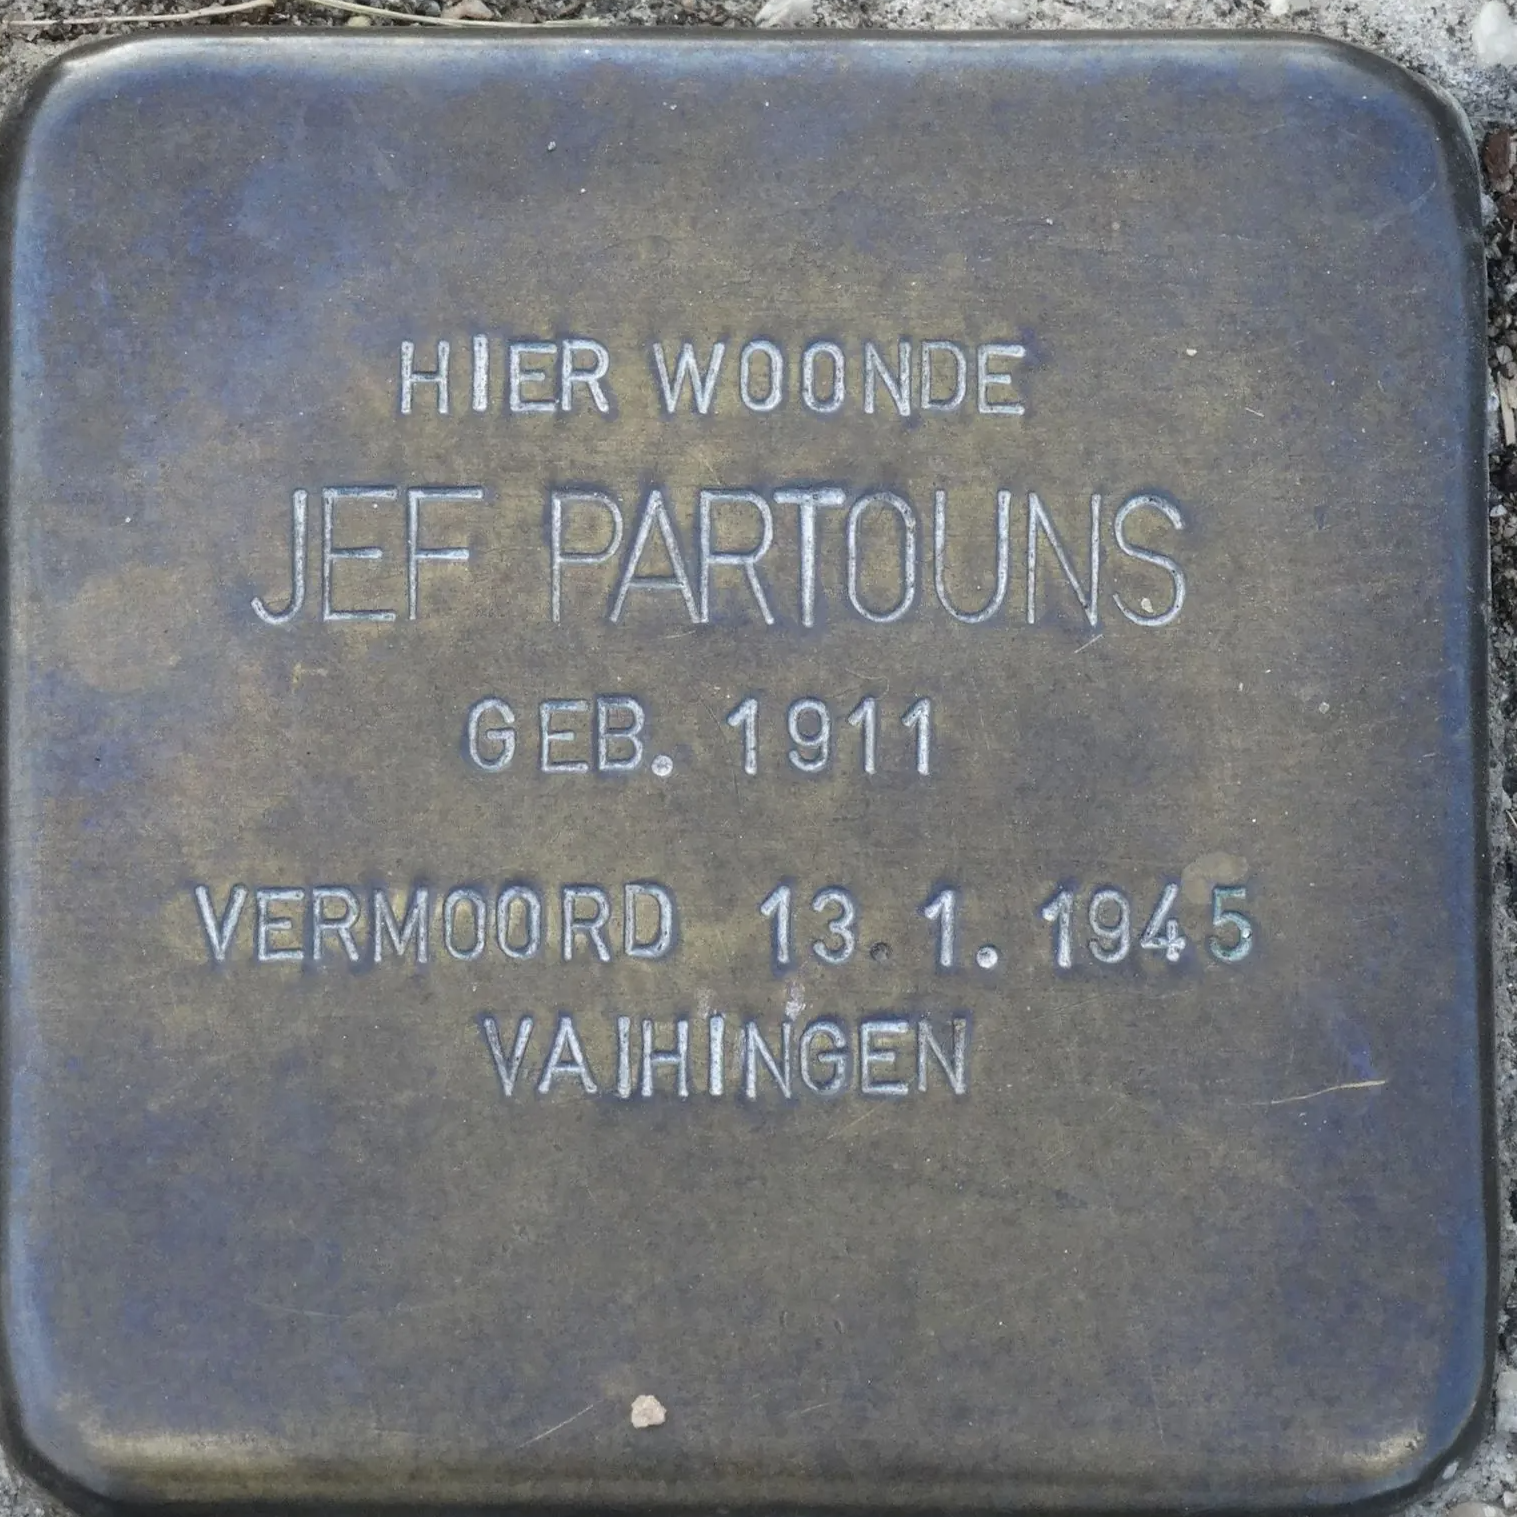 HIER WOONDE
JEF PARTOUNS
GEB. 1911
VERMOORD 13.1.1945
VAIHINGEN